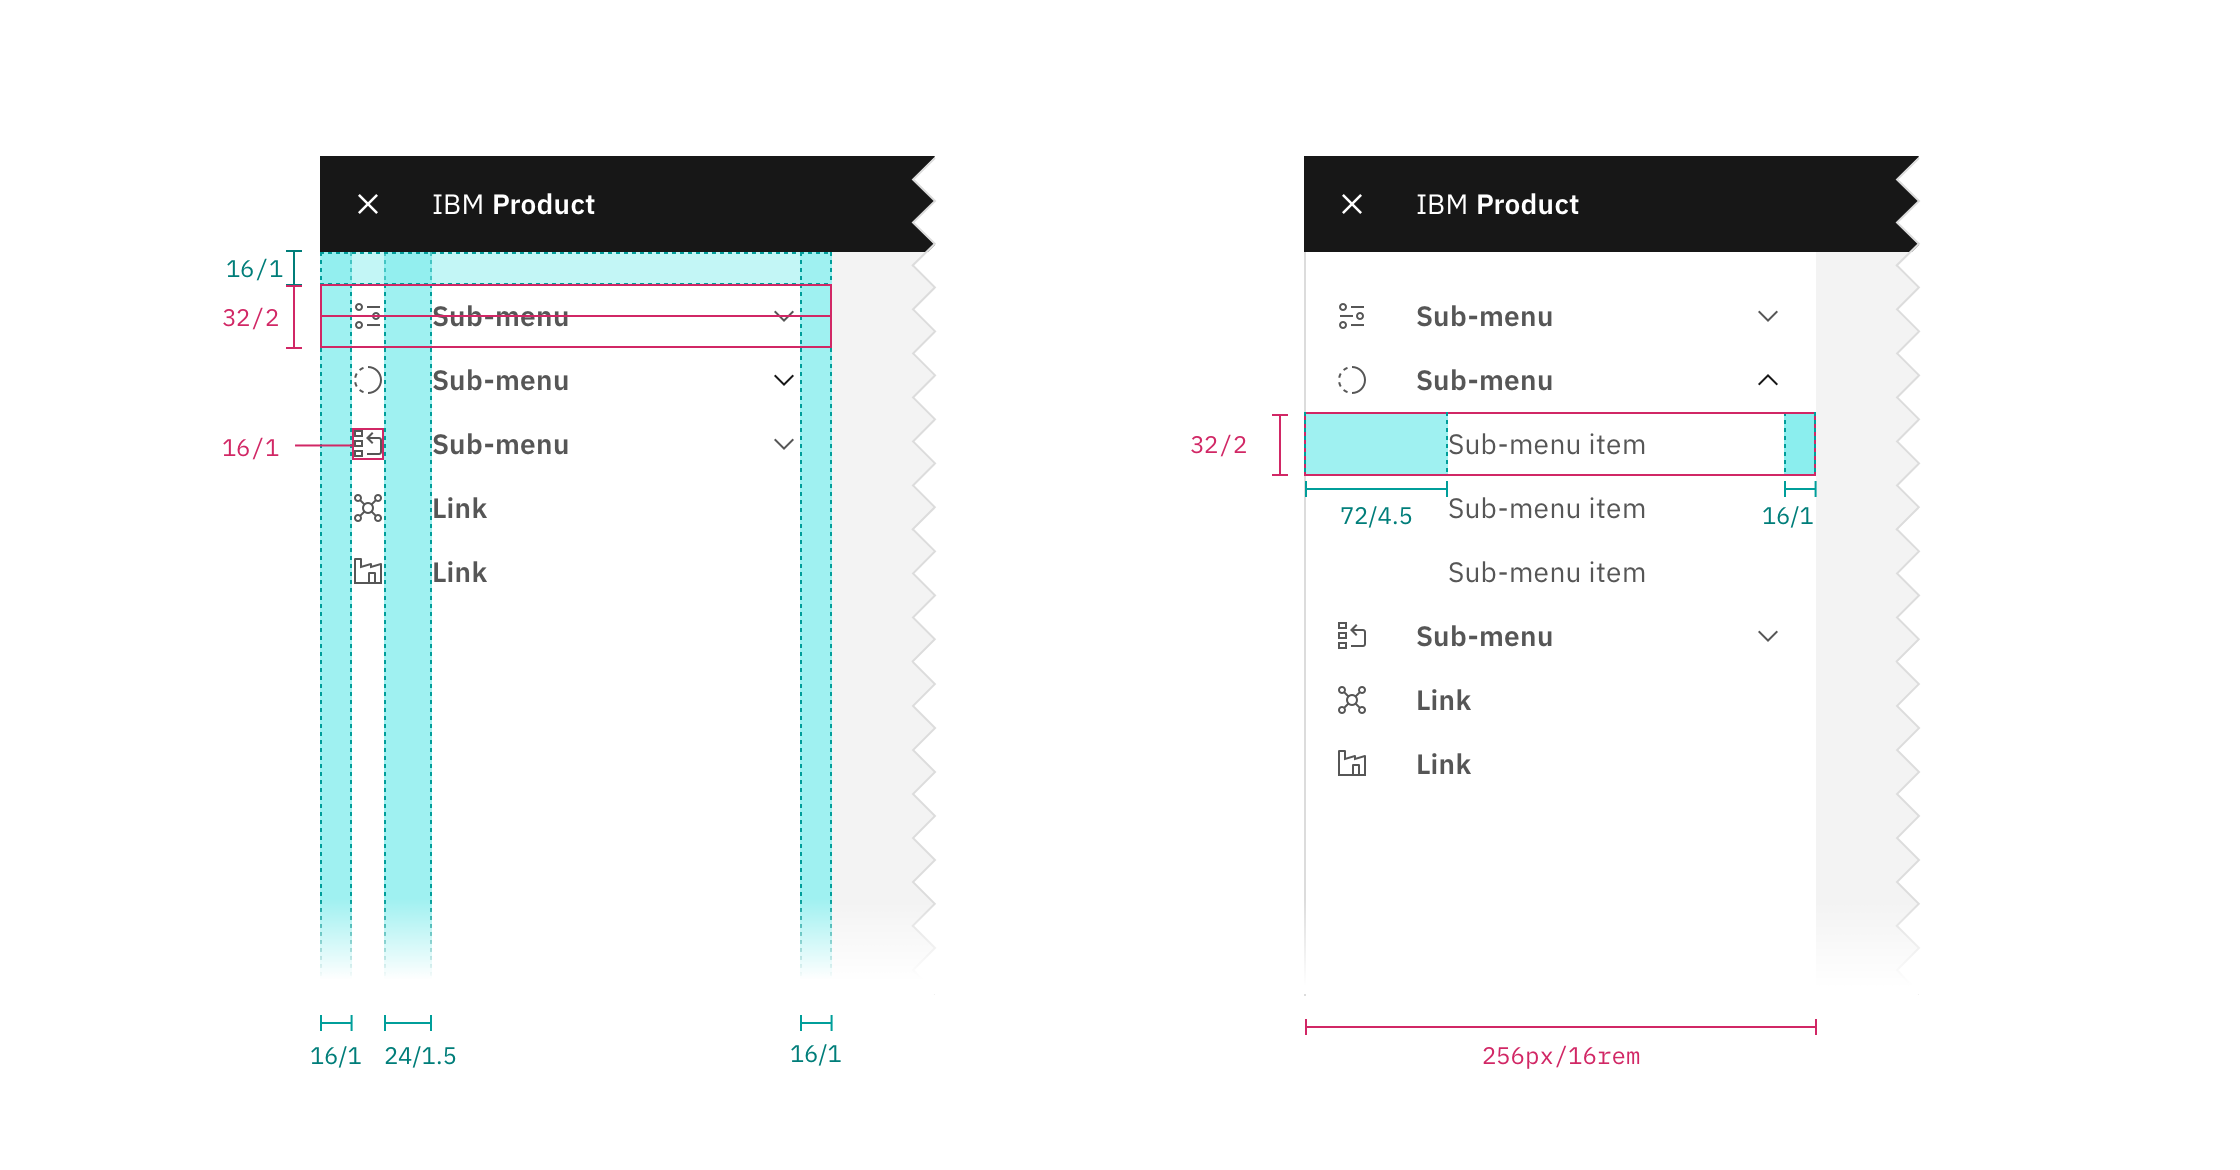 IBM Product
16/1
32/2
Sub-menu
Sub-menu
16/1
Sub-menu
Link
Link
16/1
24/1.5
16/1
IBM Product
Sub-menu
Sub-menu
32/2
Sub-menu item
72/4.5
Sub-menu item
16/1
Sub-menu item
Sub-menu
Link
Link
256px/16rem